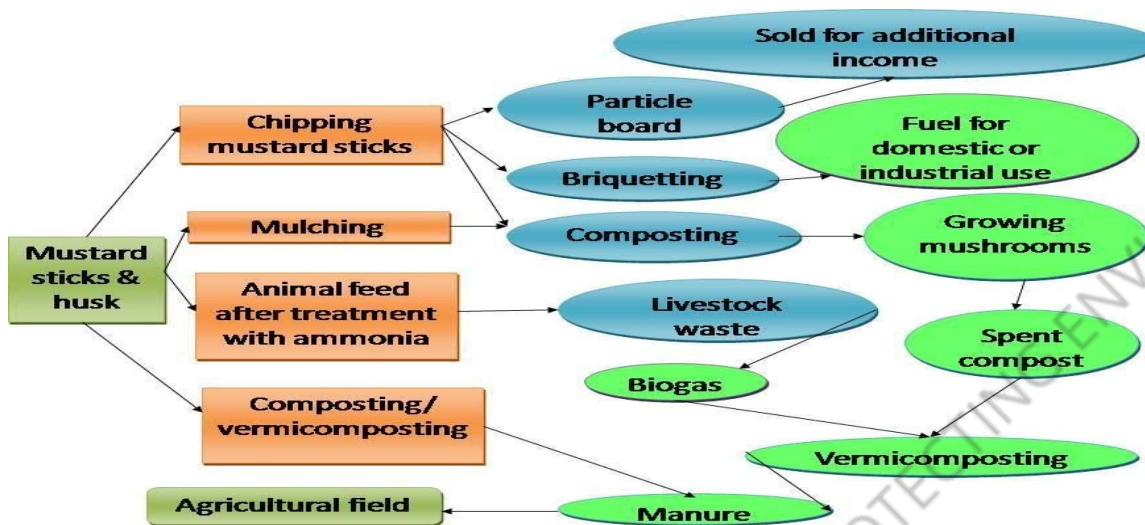 Sold for additional
income
Particle
board
Chipping
mustard sticks
Fuel for
domestic or
industrial use
Briquetting
Mulching
Composting
Growing
mushrooms
Mustard
sticks &
husk
Animal feed
after treatment
with ammonia
Livestock
waste
Spent
compost
Biogas
Composting/
vermicomposting
Vermicomposting
Agricultural field
Manure
OTECTING ENVI